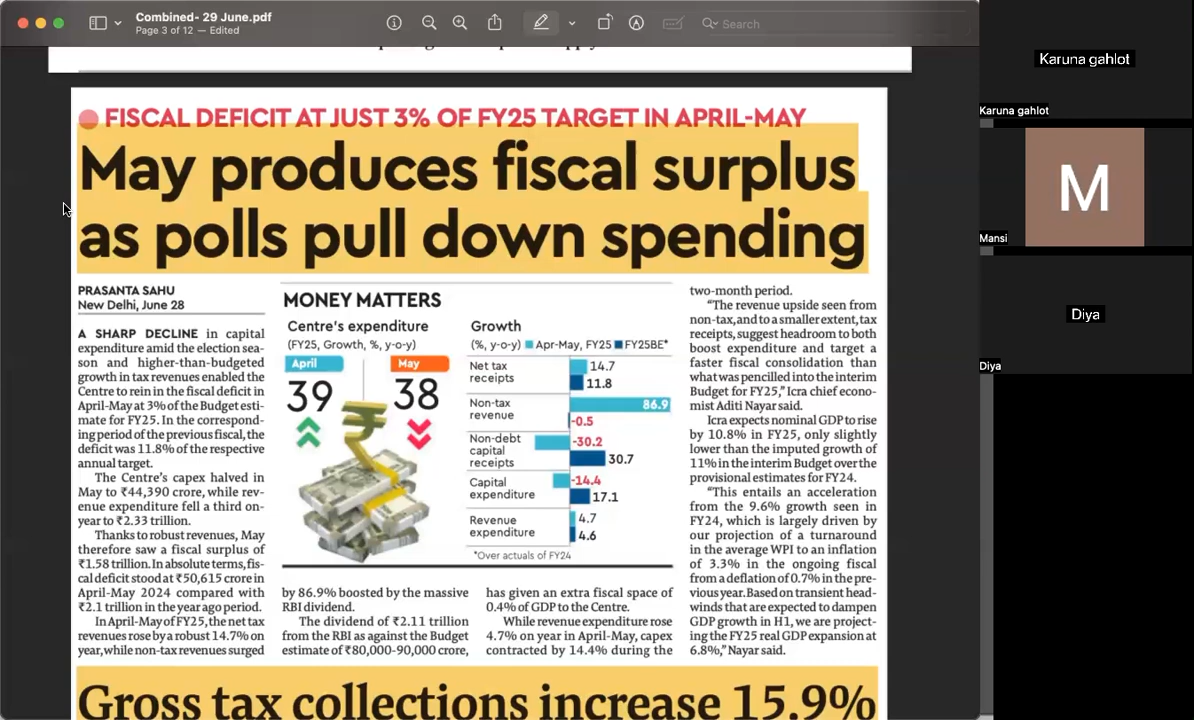 Combined- 29 June.pdf
Page 3 of 12 — Edited
Search
FISCAL DEFICIT AT JUST 3% OF FY25 TARGET IN APRIL-MAY
May produces fiscal surplus
as polls pull down spending
PRASANTA SAHU
New Delhi, June 28
A SHARP DECLINE in capital
expenditure amid the election sea-
son and higher-than-budgeted
growth in tax revenues enabled the
Centre to rein in the fiscal deficit in
April-May at 3% of the Budget esti-
mate for FY25. In the correspond-
ing period of the previous fiscal, the
deficit was 11.8% of the respective
annual target.
The Centre's capex halved in
May to ₹44,390 crore, while rev-
enue expenditure fell a third on-
year to ₹2.33 trillion.
Thanks to robust revenues, May
therefore saw a fiscal surplus of
₹1.58 trillion. In absolute terms, fis-
cal deficit stood at ₹50,615 crore in
April-May 2024 compared with
₹2.1 trillion in the year ago period.
In April-May of FY25, the net tax
revenues rose by a robust 14.7% on
year, while non-tax revenues surged
MONEY MATTERS
Centre's expenditure
(FY25, Growth, %, y-o-y)
April
39
May
38
Growth
(%, y-o-y) Apr-May, FY25 FY25BE*
Net tax
receipts
14.7
11.8
Non-tax
revenue
86.9
-0.5
Non-debt
capital
receipts
-30.2
30.7
Capital
expenditure
-14.4
17.1
Revenue
expenditure
4.7
4.6
*Over actuals of FY24
by 86.9% boosted by the massive
RBI dividend.
The dividend of ₹2.11 trillion
from the RBI as against the Budget
estimate of ₹80,000-90,000 crore,
has given an extra fiscal space of
0.4% of GDP to the Centre.
While revenue expenditure rose
4.7% on year in April-May, capex
contracted by 14.4% during the
two-month period.
"The revenue upside seen from
non-tax, and to a smaller extent, tax
receipts, suggest headroom to both
boost expenditure and target a
faster fiscal consolidation than
what was pencilled into the interim
Budget for FY25," Icra chief econo-
mist Aditi Nayar said.
Icra expects nominal GDP to rise
by 10.8% in FY25, only slightly
lower than the imputed growth of
11% in the interim Budget over the
provisional estimates for FY24.
"This entails an acceleration
from the 9.6% growth seen in
FY24, which is largely driven by
our projection of a turnaround
in the average WPI to an inflation
of 3.3% in the ongoing fiscal
from a deflation of 0.7% in the pre-
vious year. Based on transient head-
winds that are expected to dampen
GDP growth in H1, we are project-
ing the FY25 real GDP expansion at
6.8%," Nayar said.
Gross tax collections increase 15.9%
Karuna gahlot
Karuna gahlot
M
Mansi
Diya
Diya